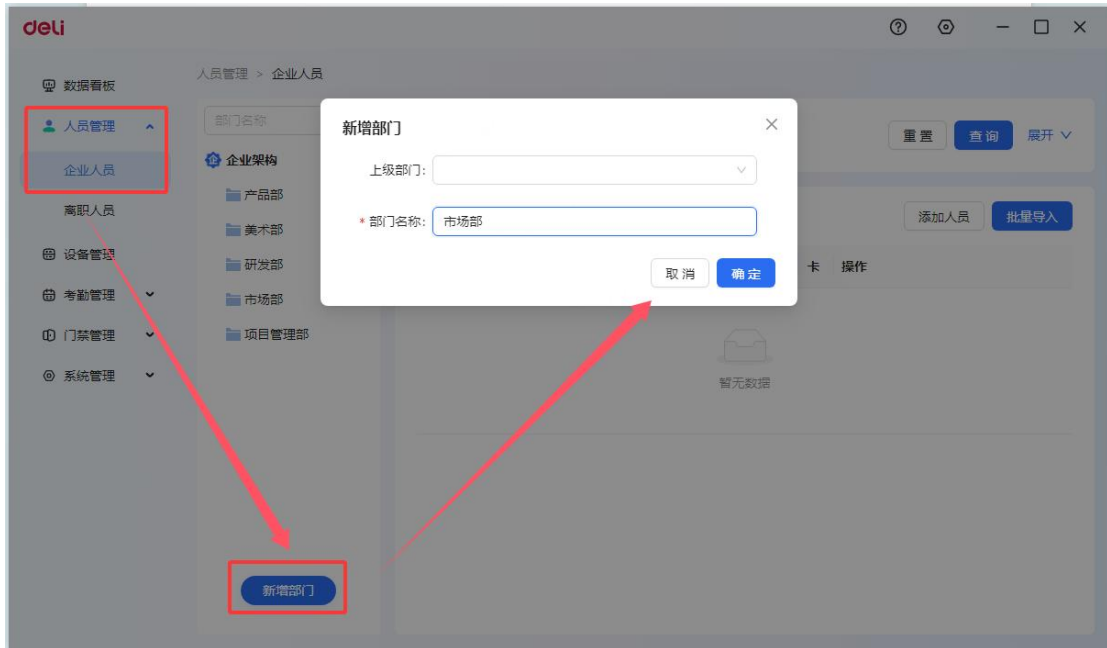 deli
人员管理 > 企业人员
数据看板
人员管理
企业人员
离职人员
设备管理
考勤管理
门禁管理
系统管理
部门名称
企业架构
产品部
美术部
研发部
市场部
项目管理部
新增部门
新增部门
上级部门:
* 部门名称: 市场部
取消 确定
重置 查询 展开
添加人员 批量导入
卡 操作
暂无数据